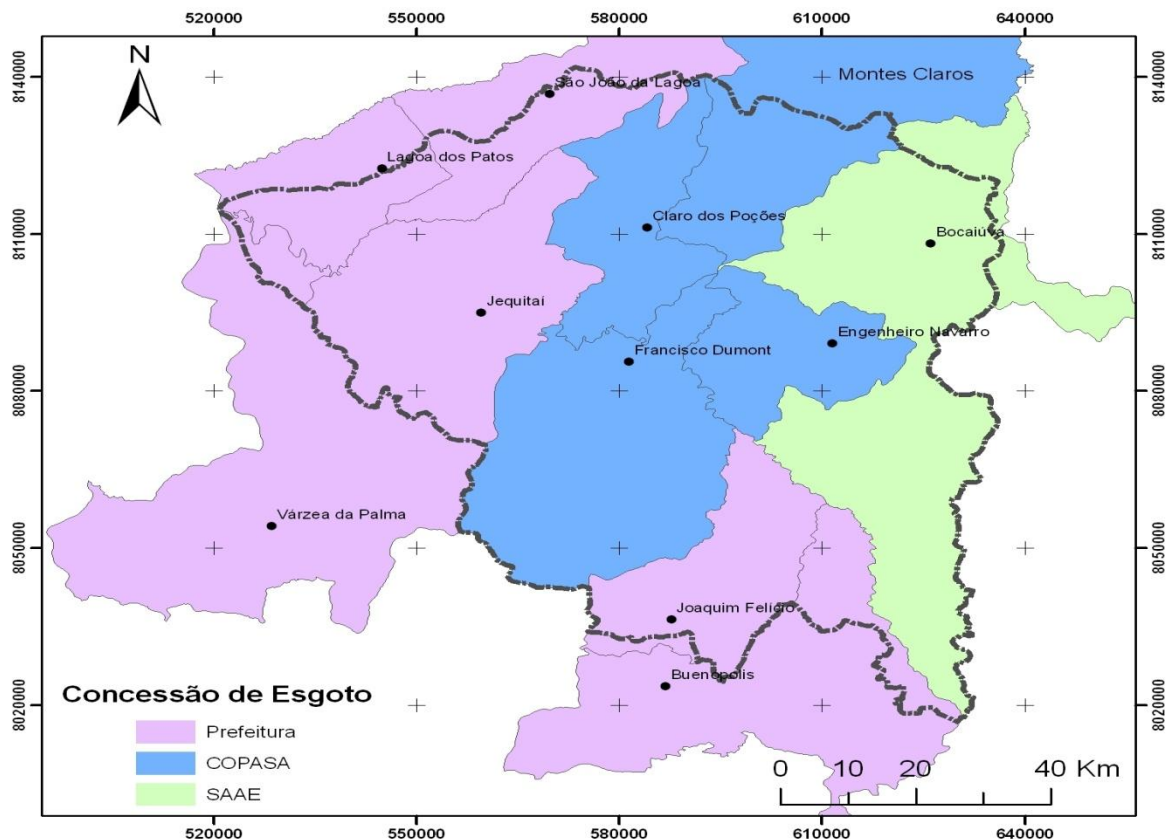 520000 550000 580000 610000 640000
N
8140000 8140000
Montes Claros
São João da Lagoa
Lagoa dos Patos
8110000 8110000
Claro dos Poções
Bocaiúva
Jequitaí
Engenheiro Navarro
Francisco Dumont
8080000 8080000
Várzea da Palma
8050000 8050000
Joaquim Felício
Buenópolis
Concessão de Esgoto
8020000 8020000
Prefeitura
COPASA
SAAE
0 10 20 40 Km
520000 550000 580000 610000 640000